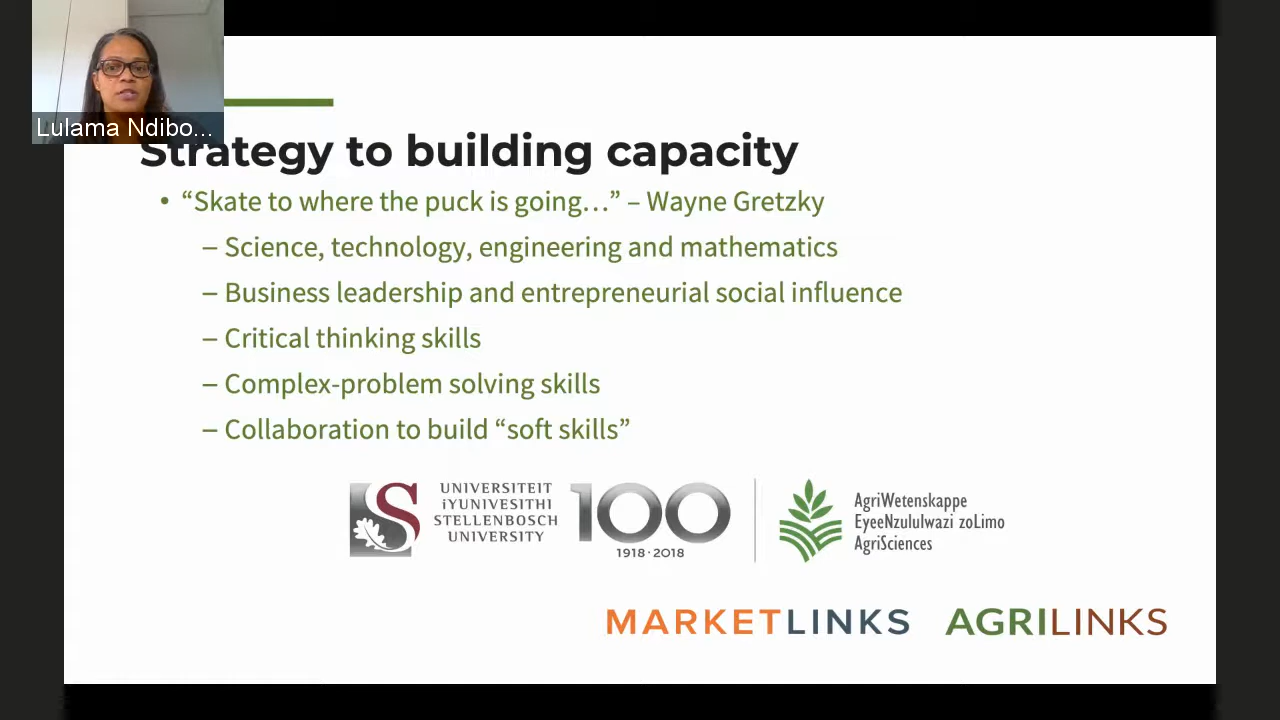 Lulama Ndibo...
Strategy to building capacity
• “Skate to where the puck is going…” – Wayne Gretzky
– Science, technology, engineering and mathematics
– Business leadership and entrepreneurial social influence
– Critical thinking skills
– Complex-problem solving skills
– Collaboration to build “soft skills”
UNIVERSITEIT
iYUNIVESITHI
STELLENBOSCH
UNIVERSITY
100
1918·2018
AgriWetenskappe
EyeeNzululwazi zoLimo
AgriSciences
MARKETLINKS
AGRILINKS